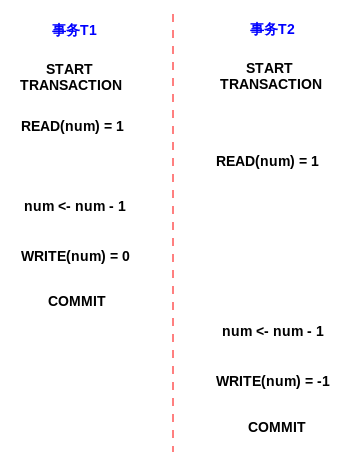 事务T1
START
TRANSACTION
READ(num) = 1
num <- num - 1
WRITE(num) = 0
COMMIT
事务T2
START
TRANSACTION
READ(num) = 1
num <- num - 1
WRITE(num) = -1
COMMIT